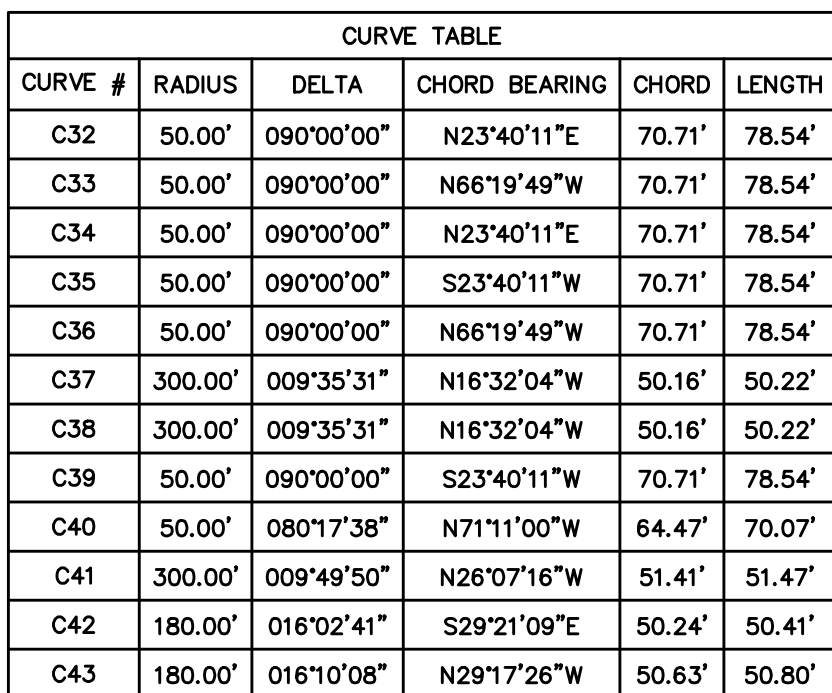 CURVE TABLE
CURVE # RADIUS DELTA CHORD BEARING CHORD LENGTH
C32 50.00' 090°00'00" N23°40'11"E 70.71' 78.54'
C33 50.00' 090°00'00" N66°19'49"W 70.71' 78.54'
C34 50.00' 090°00'00" N23°40'11"E 70.71' 78.54'
C35 50.00' 090°00'00" S23°40'11"W 70.71' 78.54'
C36 50.00' 090°00'00" N66°19'49"W 70.71' 78.54'
C37 300.00' 009°35'31" N16°32'04"W 50.16' 50.22'
C38 300.00' 009°35'31" N16°32'04"W 50.16' 50.22'
C39 50.00' 090°00'00" S23°40'11"W 70.71' 78.54'
C40 50.00' 080°17'38" N71°11'00"W 64.47' 70.07'
C41 300.00' 009°49'50" N26°07'16"W 51.41' 51.47'
C42 180.00' 016°02'41" S29°21'09"E 50.24' 50.41'
C43 180.00' 016°10'08" N29°17'26"W 50.63' 50.80'